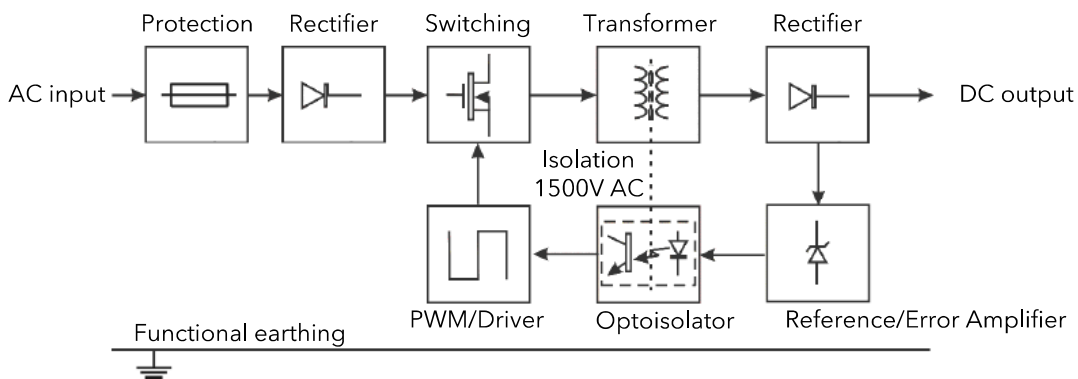 Protection
Rectifier
Switching
Transformer
Rectifier
AC input
DC output
Isolation
1500V AC
PWM/Driver
Optoisolator
Reference/Error Amplifier
Functional earthing